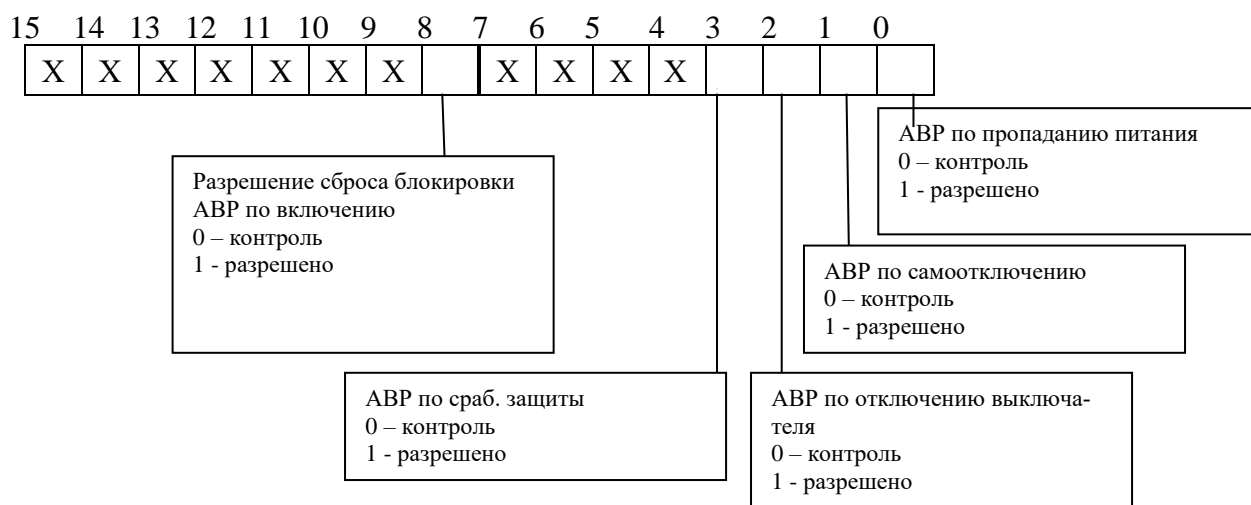 15 14 13 12 11 10 9 8 7 6 5 4 3 2 1 0
X X X X X X X X X X X
АВР по пропаданию питания
0 – контроль
1 - разрешено
Разрешение сброса блокировки
АВР по включению
0 – контроль
1 - разрешено
АВР по самоотключению
0 – контроль
1 - разрешено
АВР по сраб. защиты
0 – контроль
1 - разрешено
АВР по отключению выключа-
теля
0 – контроль
1 - разрешено